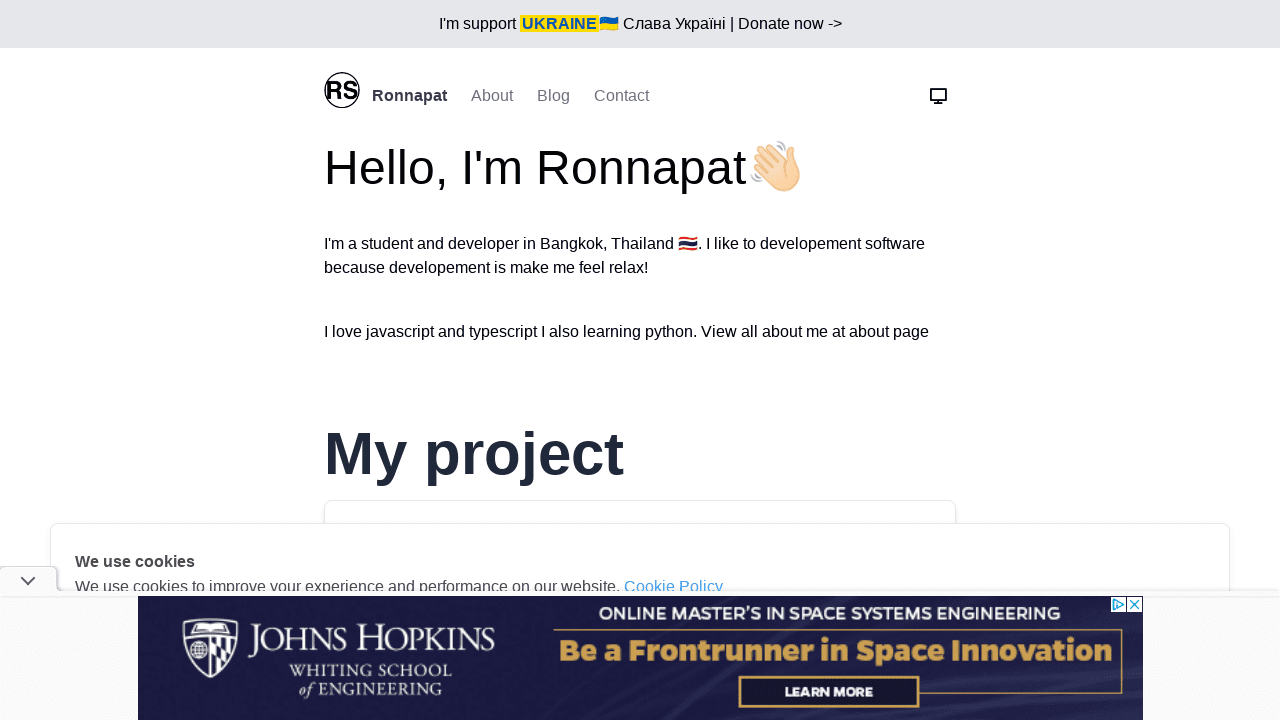 I'm support UKRAINE🇺🇦 Слава Україні | Donate now ->
RS Ronnapat About Blog Contact
Hello, I'm Ronnapat👋🏻
I'm a student and developer in Bangkok, Thailand 🇹🇭. I like to developement software
because developement is make me feel relax!
I love javascript and typescript I also learning python. View all about me at about page
My project
We use cookies
We use cookies to improve your experience and performance on our website. Cookie Policy
JOHNS HOPKINS
WHITING SCHOOL
of ENGINEERING
ONLINE MASTER'S IN SPACE SYSTEMS ENGINEERING
Be a Frontrunner in Space Innovation
LEARN MORE